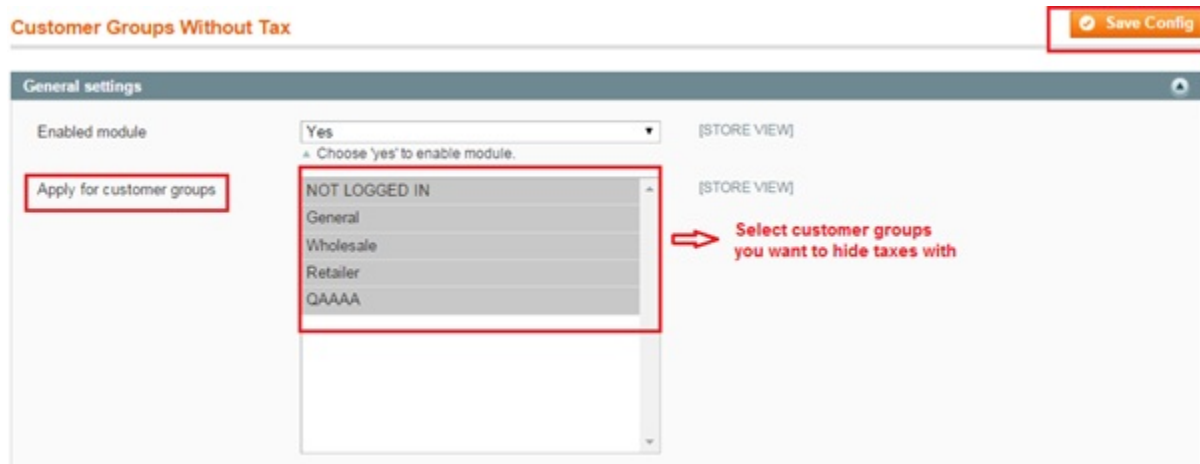 Customer Groups Without Tax
Save Config
General settings
Enabled module
Yes
[STORE VIEW]
Choose 'yes' to enable module.
Apply for customer groups
NOT LOGGED IN
[STORE VIEW]
General
Wholesale
Retailer
QAAAA
Select customer groups
you want to hide taxes with